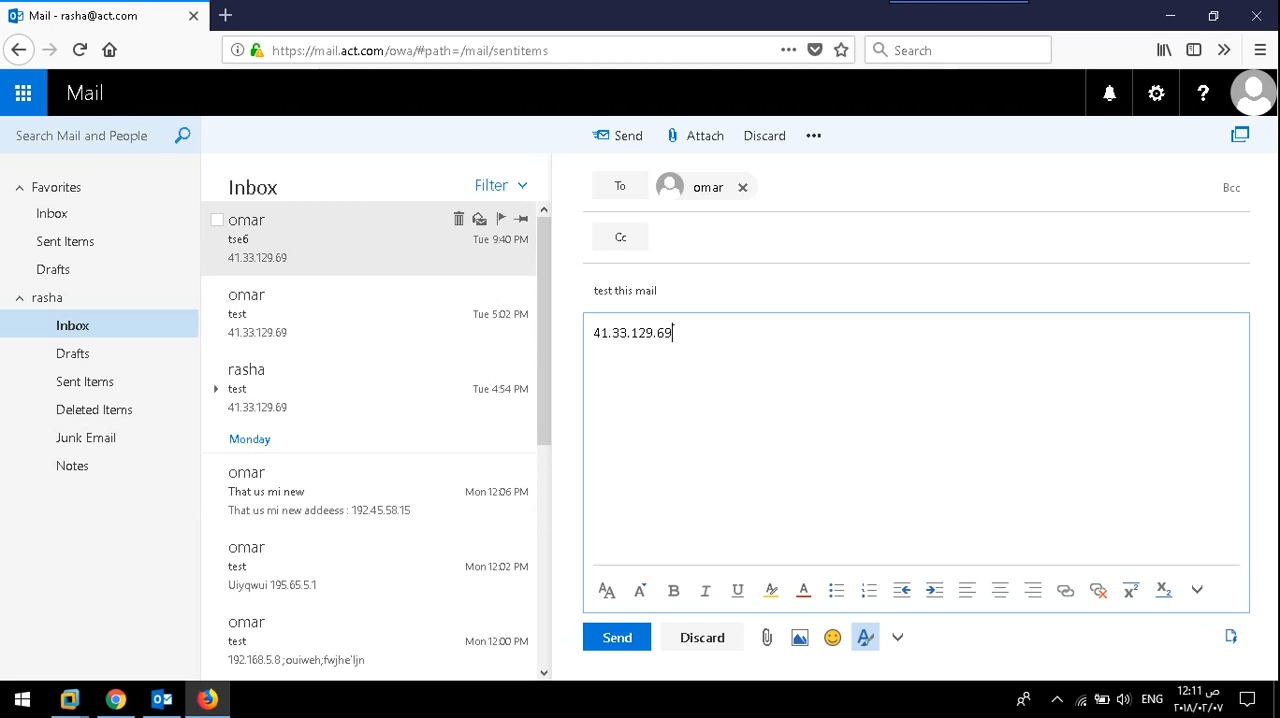 Mail - rasha@act.com
https://mail.act.com/owa/#path=/mail/sentitems
Search
Mail
Search Mail and People
Send
Attach
Discard
Favorites
Inbox
Sent Items
Drafts
rasha
Inbox
Drafts
Sent Items
Deleted Items
Junk Email
Notes
Inbox
Filter
omar
tse6
Tue 9:40 PM
41.33.129.69
omar
test
Tue 5:02 PM
41.33.129.69
rasha
test
Tue 4:54 PM
41.33.129.69
Monday
omar
That us mi new
Mon 12:06 PM
That us mi new addeess : 192.45.58.15
omar
test
Mon 12:02 PM
Uiyqwui 195.65.5.1
omar
test
Mon 12:00 PM
192.168.5.8 ;ouiweh;fwjhe'ljn
To
omar
Bcc
Cc
test this mail
41.33.129.69
Send
Discard
ENG
12:11 ص
٢٠١٨/٠٢/٠٧